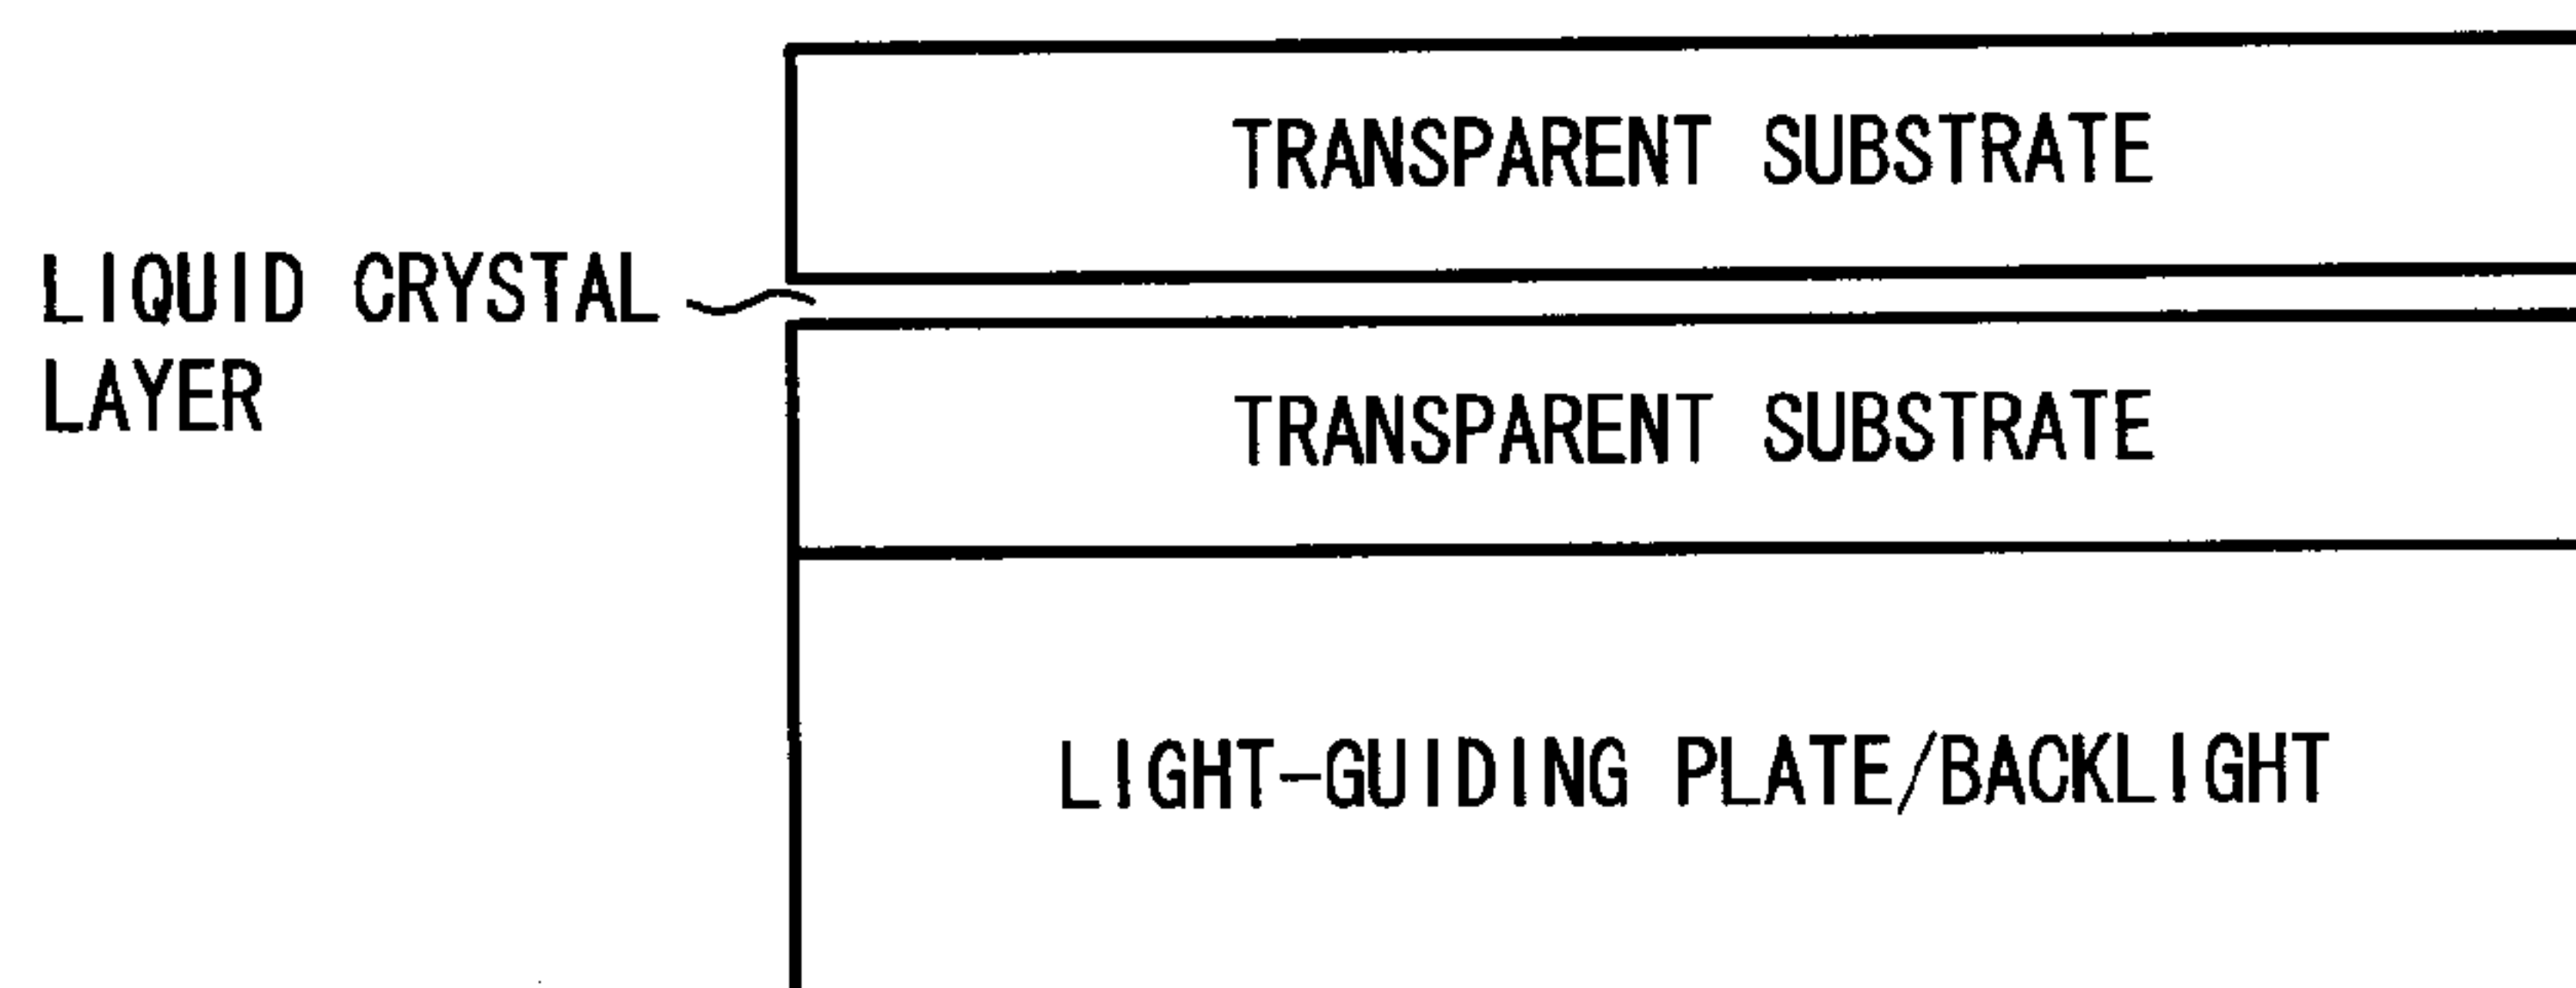 TRANSPARENT SUBSTRATE
LIQUID CRYSTAL
LAYER
TRANSPARENT SUBSTRATE
LIGHT-GUIDING PLATE/BACKLIGHT